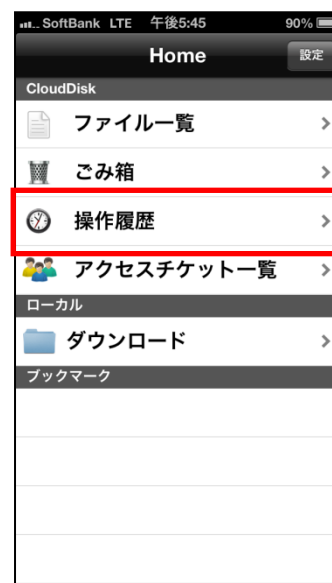 SoftBank LTE 午後5:45 90%
Home 設定
CloudDisk
ファイル一覧
ごみ箱
操作履歴
アクセスチケット一覧
ローカル
ダウンロード
ブックマーク